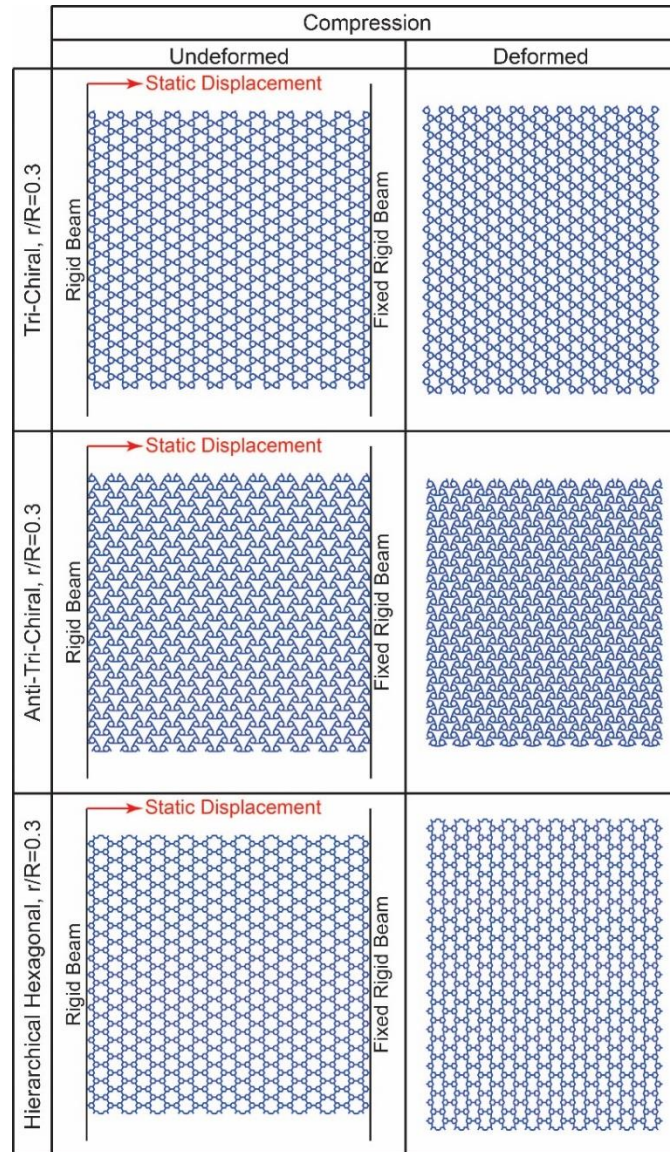 Compression
Undeformed
Deformed
Tri-Chiral, r/R=0.3
Static Displacement
Rigid Beam
Fixed Rigid Beam
Anti-Tri-Chiral, r/R=0.3
Static Displacement
Rigid Beam
Fixed Rigid Beam
Hierarchical Hexagonal, r/R=0.3
Static Displacement
Rigid Beam
Fixed Rigid Beam